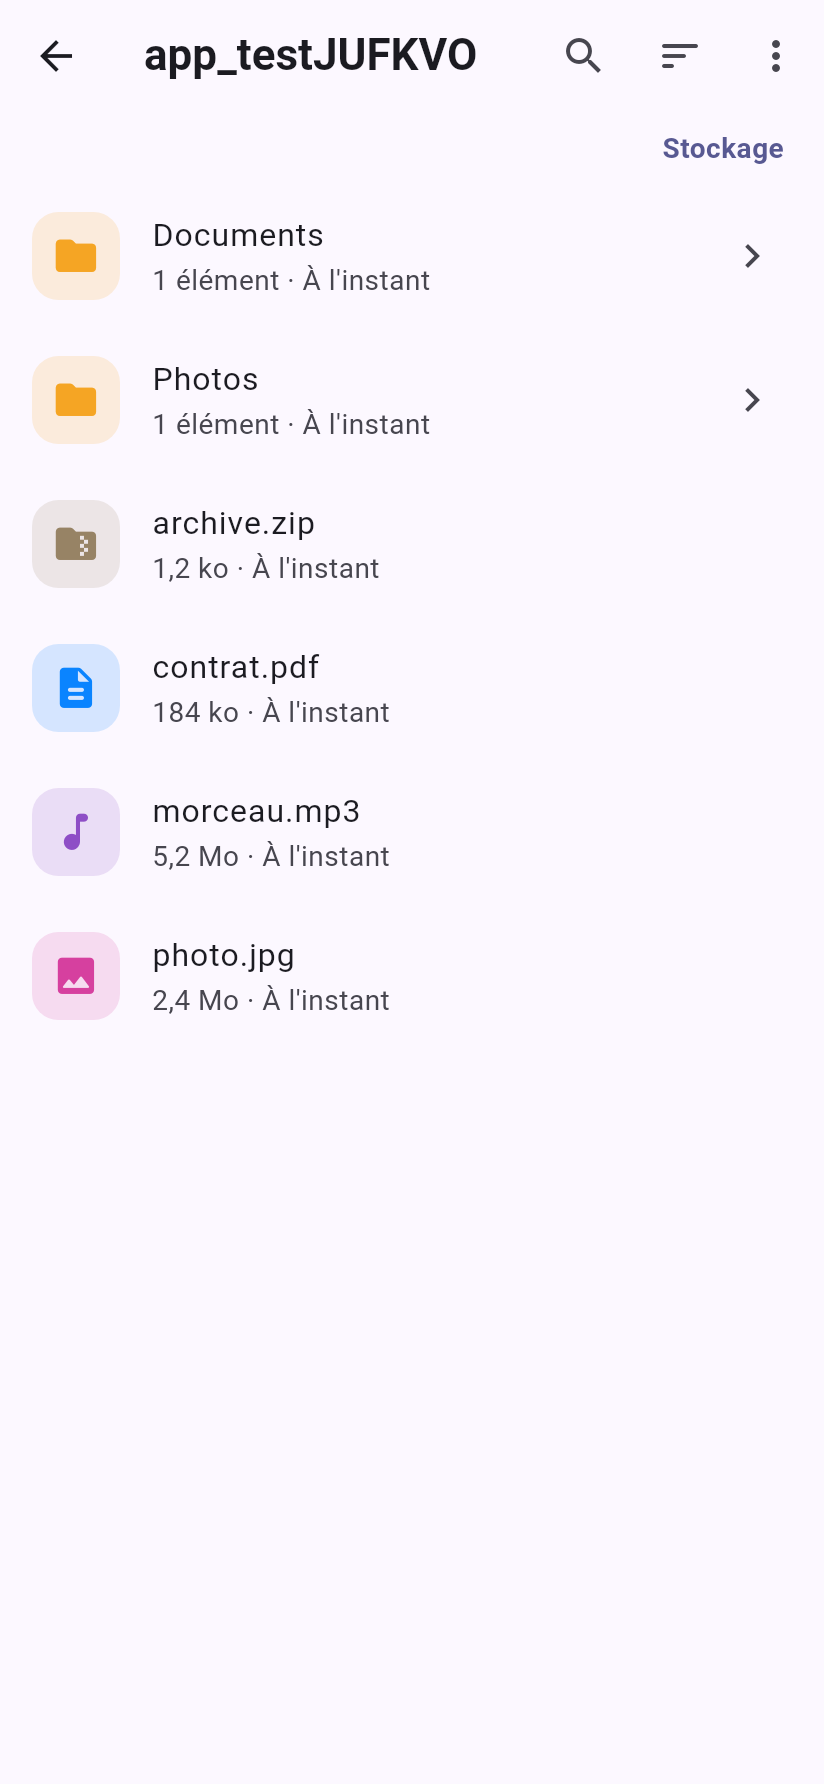 app_testJUFKVO
Stockage
Documents
1 élément · À l'instant
Photos
1 élément · À l'instant
archive.zip
1,2 ko · À l'instant
contrat.pdf
184 ko · À l'instant
morceau.mp3
5,2 Mo · À l'instant
photo.jpg
2,4 Mo · À l'instant